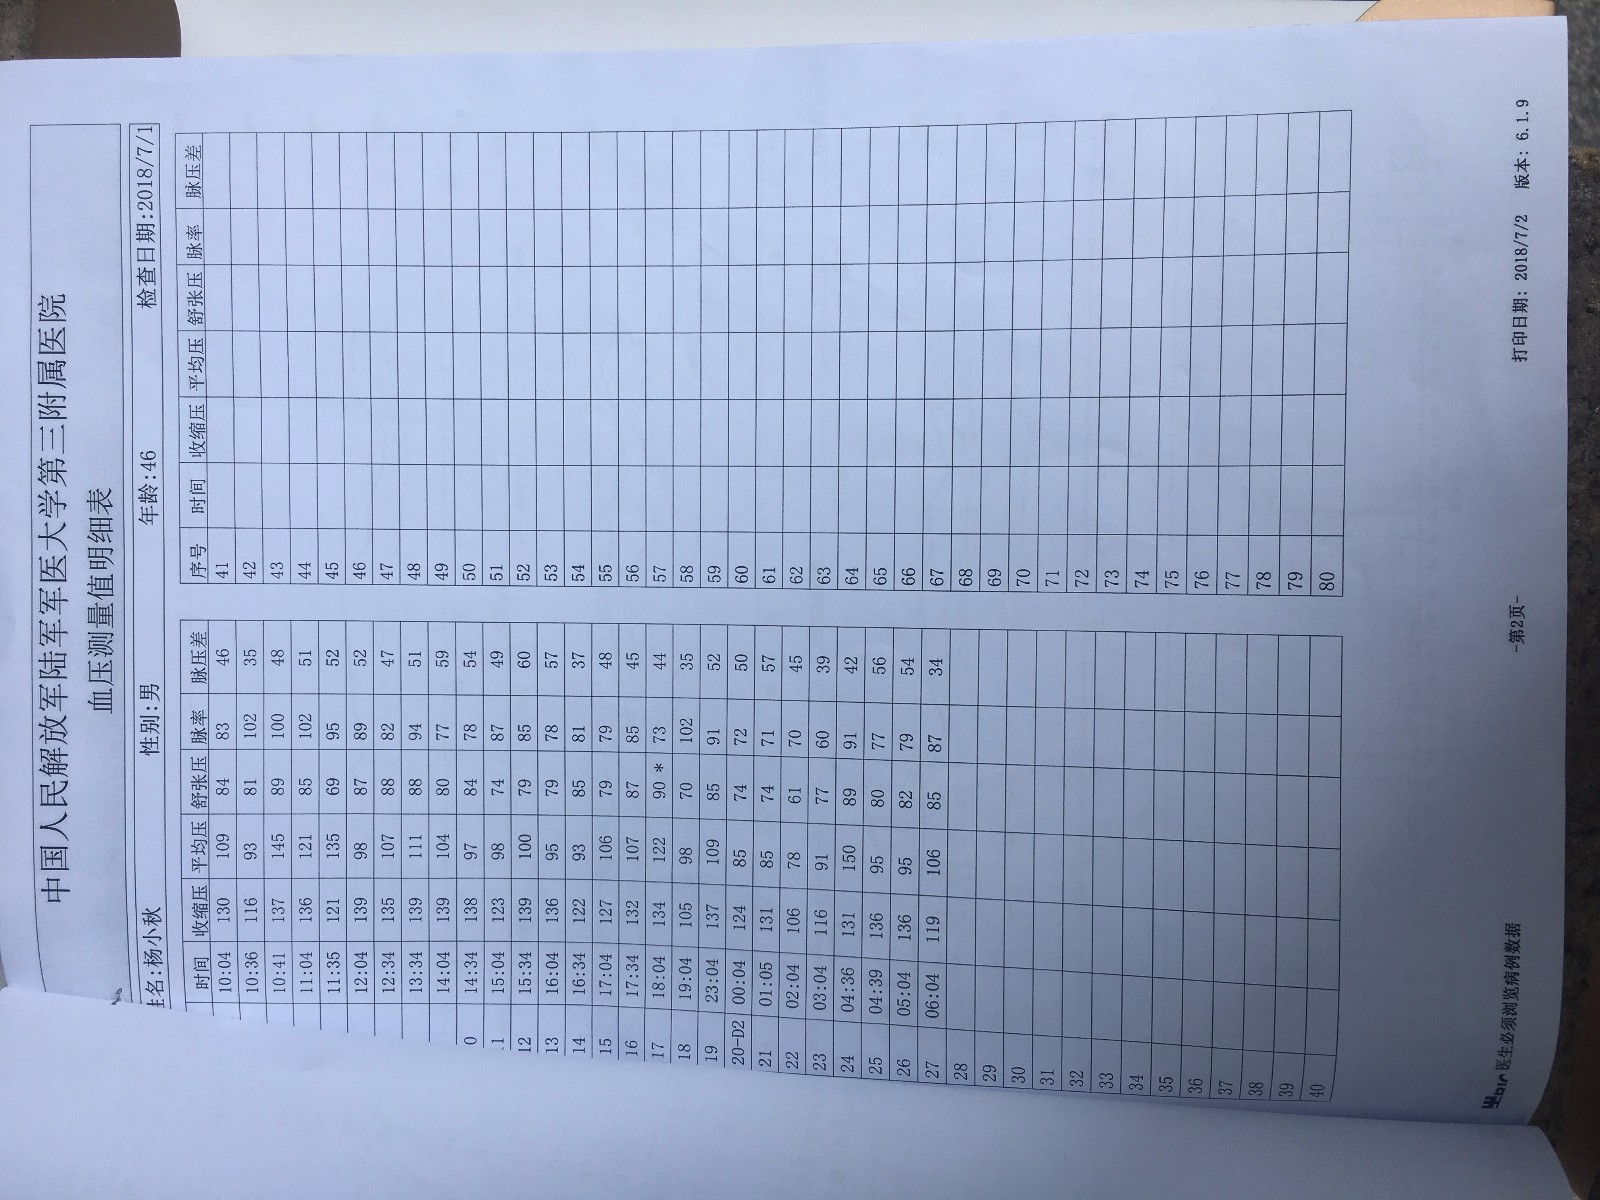 中国人民解放军陆军军医大学第三附属医院
血压测量值明细表
姓名:杨小秋 性别:男 年龄:46 检查日期:2018/7/1
时间 收缩压 平均压 舒张压 脉率 脉压差 序号 时间 收缩压 平均压 舒张压 脉率 脉压差
10:04 130 109 84 83 46 41
10:36 116 93 81 102 35 42
10:41 137 145 89 100 48 43
11:04 136 121 85 102 51 44
11:35 121 135 69 95 52 45
12:04 139 98 87 89 52 46
12:34 135 107 88 82 47 47
13:34 139 111 88 94 51 48
14:04 139 104 80 77 59 49
0 14:34 138 97 84 78 54 50
11 15:04 123 98 74 87 49 51
12 15:34 139 100 79 85 60 52
13 16:04 136 95 79 78 57 53
14 16:34 122 93 85 81 37 54
15 17:04 127 106 79 79 48 55
16 17:34 132 107 87 85 45 56
17 18:04 134 122 90 * 73 44 57
18 19:04 105 98 70 102 35 58
19 23:04 137 109 85 91 52 59
20-D2 00:04 124 85 74 72 50 60
21 01:05 131 85 74 71 57 61
22 02:04 106 78 61 70 45 62
23 03:04 116 91 77 60 39 63
24 04:36 131 150 89 91 42 64
25 04:39 136 95 80 77 56 65
26 05:04 136 95 82 79 54 66
27 06:04 119 106 85 87 34 67
28 68
29 69
30 70
31 71
32 72
33 73
34 74
35 75
36 76
37 77
38 78
39 79
40 80
医生必须浏览病例数据 -第2页- 打印日期: 2018/7/2 版本: 6.1.9